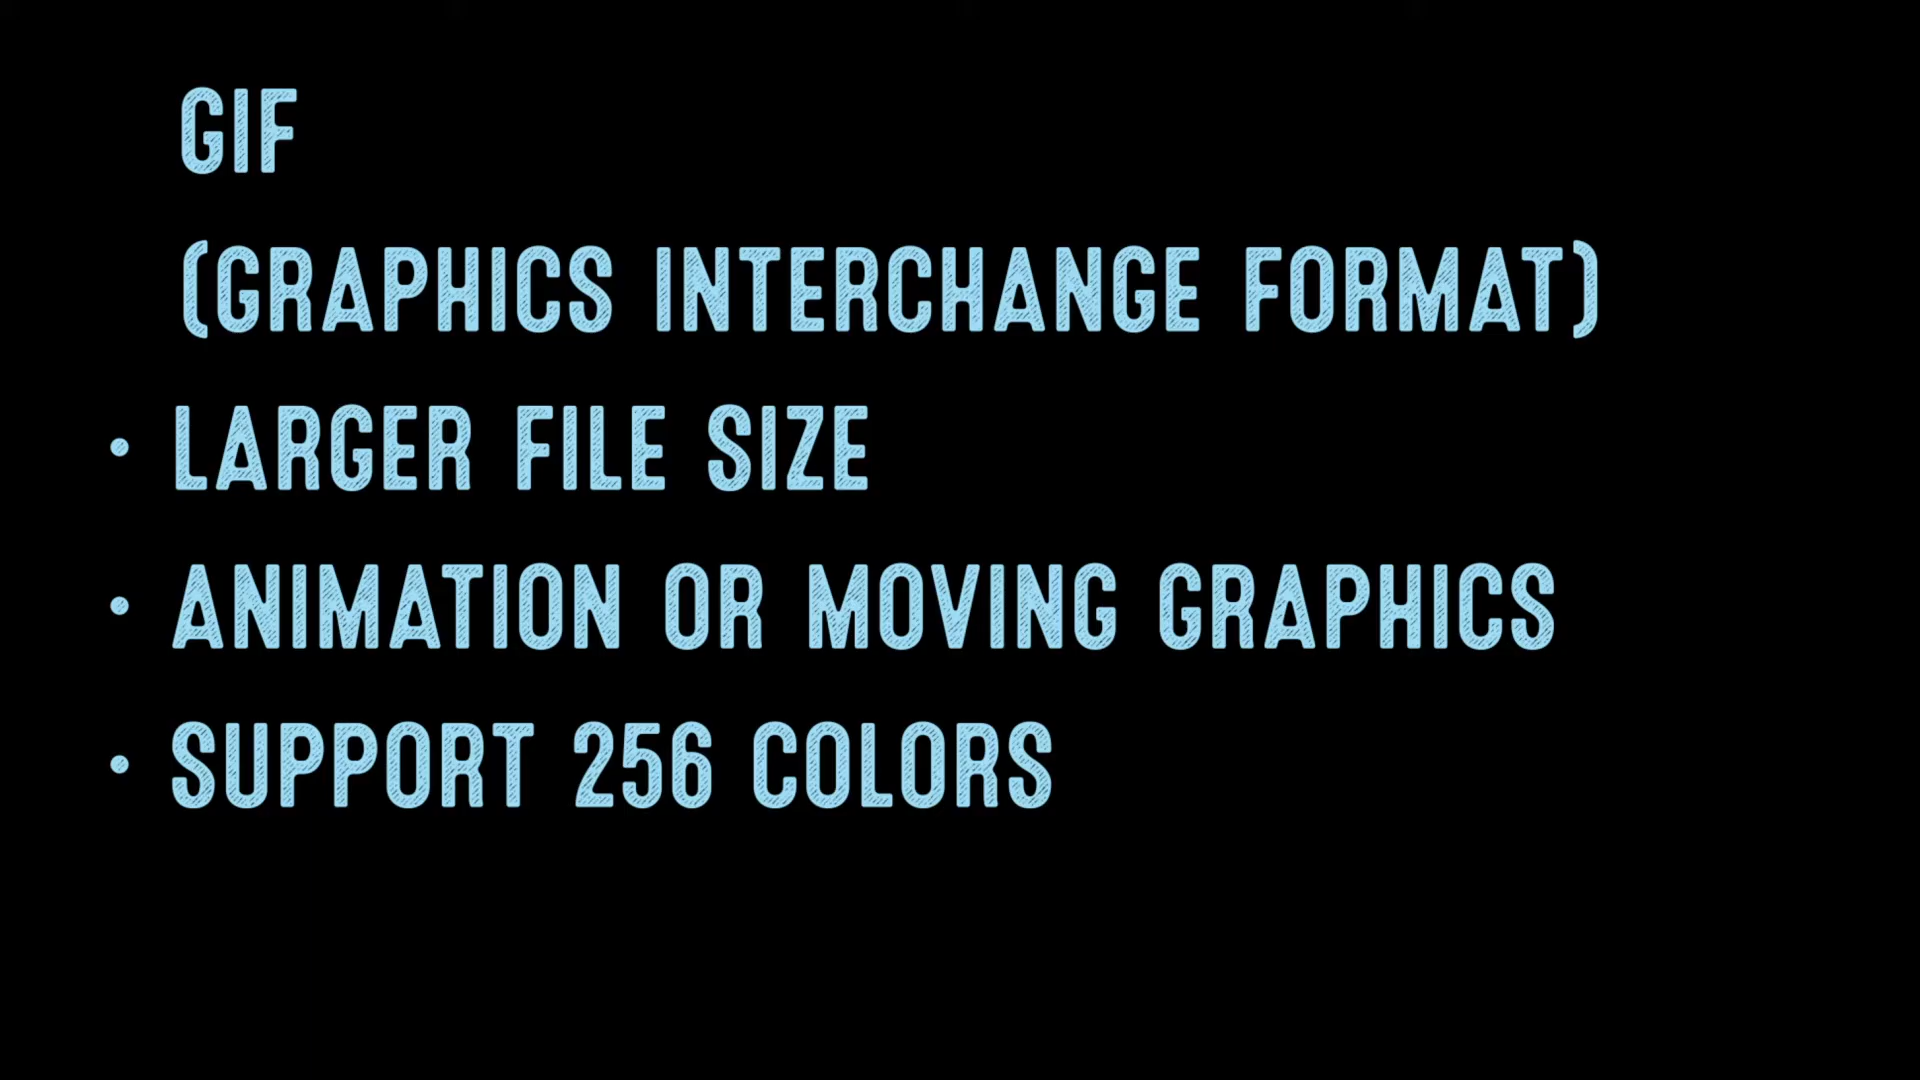 GIF
(GRAPHICS INTERCHANGE FORMAT)
• LARGER FILE SIZE
• ANIMATION OR MOVING GRAPHICS
• SUPPORT 256 COLORS